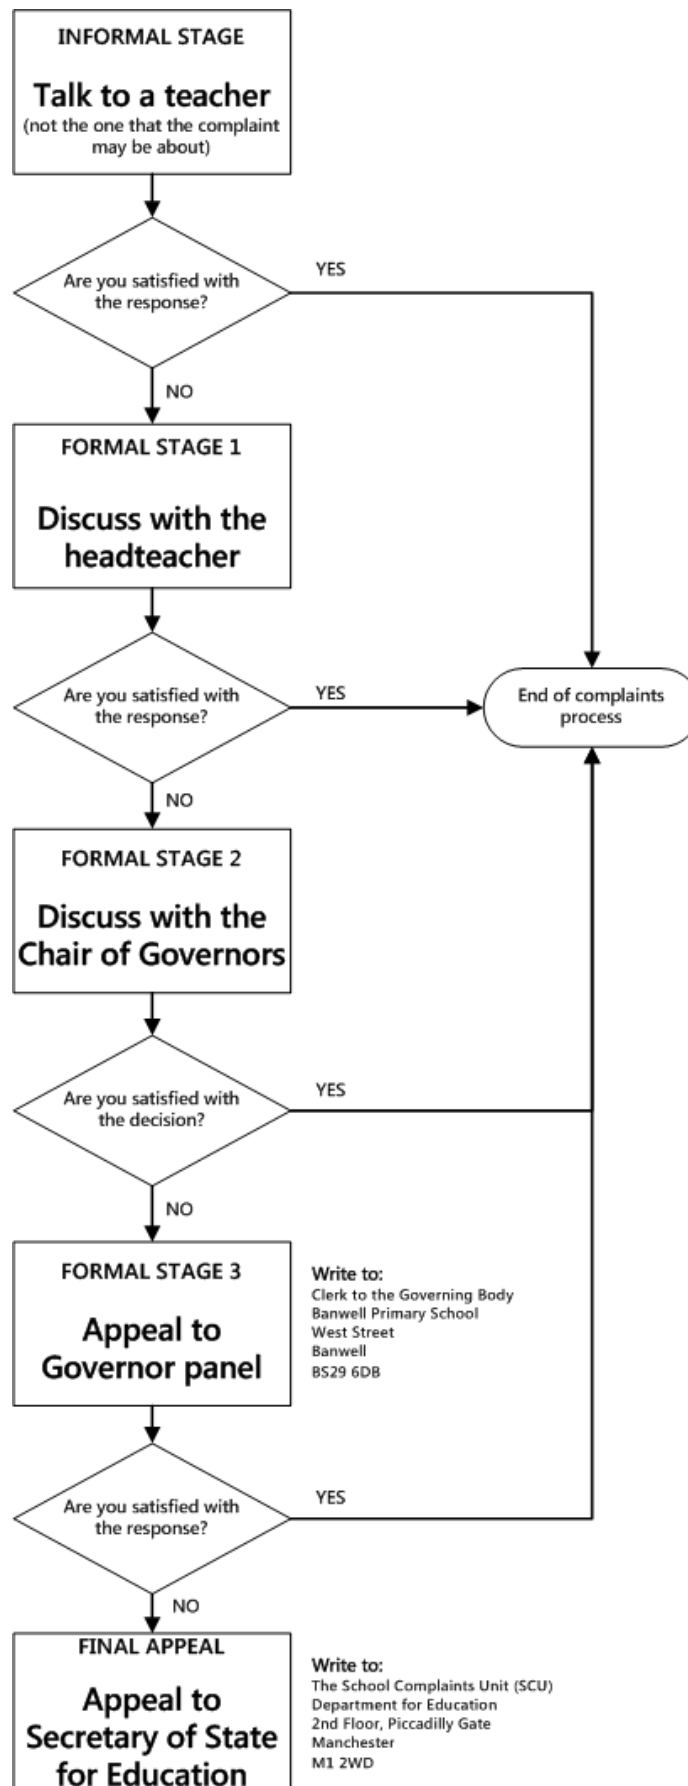 INFORMAL STAGE
Talk to a teacher
(not the one that the complaint
may be about)
Are you satisfied with
the response?
YES
NO
FORMAL STAGE 1
Discuss with the
headteacher
Are you satisfied with
the response?
YES
End of complaints
process
NO
FORMAL STAGE 2
Discuss with the
Chair of Governors
Are you satisfied with
the decision?
YES
NO
FORMAL STAGE 3
Appeal to
Governor panel
Write to:
Clerk to the Governing Body
Banwell Primary School
West Street
Banwell
BS29 6DB
Are you satisfied with
the response?
YES
NO
FINAL APPEAL
Appeal to
Secretary of State
for Education
Write to:
The School Complaints Unit (SCU)
Department for Education
2nd Floor, Piccadilly Gate
Manchester
M1 2WD